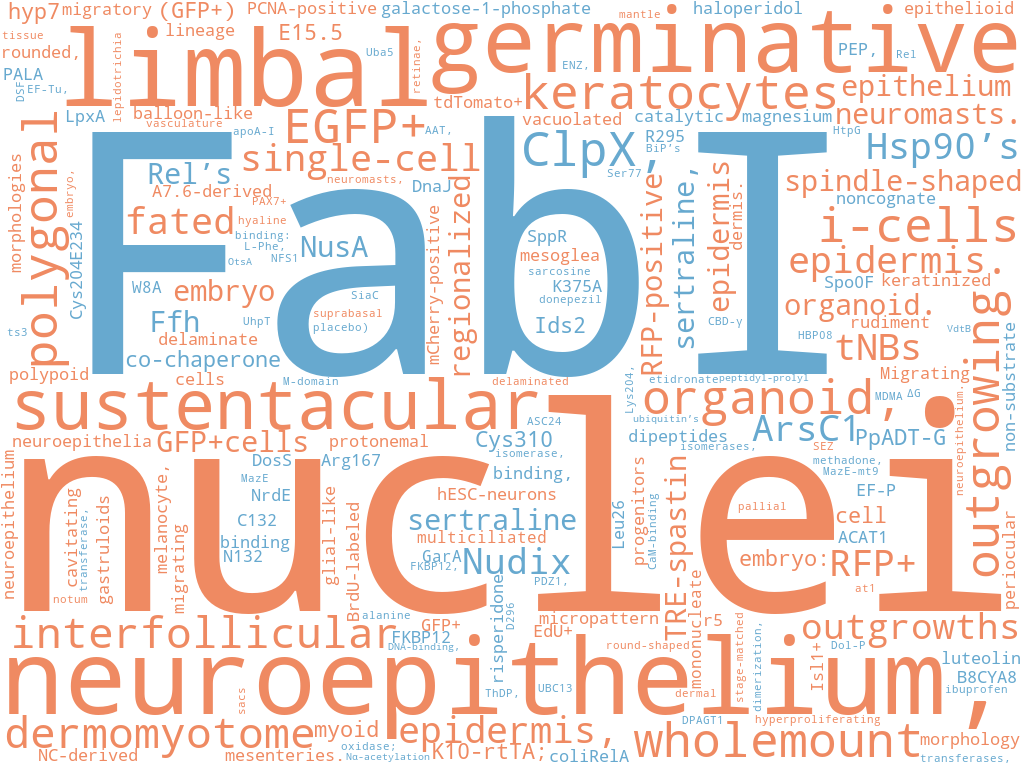 hyp7 migratory (GFP+) PCNA-positive galactose-1-phosphate mantle haloperidol epithelioid
tissue lineage E15.5
rounded, limbal Uba5 retinae, germinative PEP, Rel
PALA DSF EF-Tu, lepidotrichia ENZ,
LpxA balloon-like tdTomato+ keratocytes epithelium
vasculature apoA-I EGFP+ AAT, vacuolated catalytic magnesium neuromasts.
polygonal Rel's single-cell ClpX, R295 BiP's HtpG Hsp90's
morphologies embryo, A7.6-derived PAX7+ neuromasts, DnaJ Ser77 spindle-shaped
fated hyaline FabI noncognate
binding: L-Phe, NusA mCherry-positive regionalized SppR RFP-positive sertraline, epidermis dermis. i-cells
Cys204E234 OtsA NFS1 mesoglea epidermis.
W8A embryo SiaC sarcosine K375A donepezil Spo0F keratinized
Ffh UhpT suprabasal placebo) Ids2 CBD-γ organoid. outgrowing
ts3 delaminate HBPO8 rudiment VdtB
co-chaperone tNBs non-substrate
polypoid cells M-domain delaminated etidronate peptidyl-prolyl Migrating
sustentacular ASC24 Lys204, organoid, MDMA ΔG
ubiquitin's
neuroepithelia GFP+cells protonemal Cys310 dipeptides ArsC1 PpADT-G
isomerase, isomerases, SEZ neuroepithelium.
neuroepithelium DosS Arg167 binding, methadone,
MazE nuclei MazE-mt9
cavitating transferase, gastruloids melanocyte, NrdE glial-like BrdU-labeled hESC-neurons Leu26 progenitors CaM-binding TRE-spastin EF-P
C132 sertraline pallial cell
migrating binding multiciliated ACAT1
N132 GarA Nudix embryo: RFP+ periocular
FKBP12, PDZ1,
notum alanine risperidone D296 mononucleate at1
interfollicular GFP+ micropattern r5 outgrowths
FKBP12 EdU+ stage-marched dimerization, Isl1+
DNA-binding, round-shaped Dol-P luteolin
neuroepithelium, B8CYA8
sacs ThDP, UBC13 dermal ibuprofen
dermomyotome myoid epidermis, DPAGT1 hyperproliferating
wholemount morphology
oxidase;
NC-derived mesenteries. Nα-acetylation K10-rtTA; coliRelA transferases,